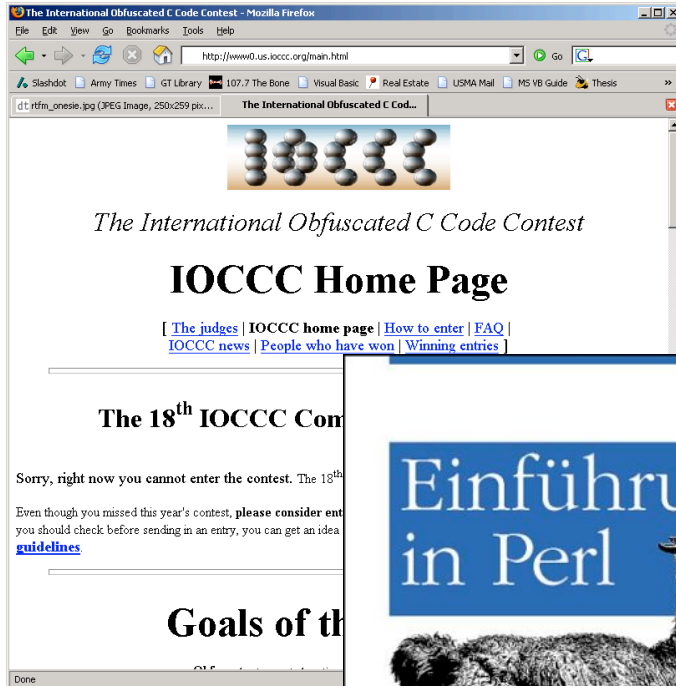 The International Obfuscated C Code Contest - Mozilla Firefox
File Edit View Go Bookmarks Tools Help
http://www0.us.ioccc.org/main.html Go G
Slashdot Army Times GT Library 107.7 The Bone Visual Basic Real Estate USMA Mail MS VB Guide Thesis »
dt rtfm_onesie.jpg (JPEG Image, 250x259 pix... The International Obfuscated C Cod...
IOCCC
The International Obfuscated C Code Contest
IOCCC Home Page
[ The judges | IOCCC home page | How to enter | FAQ |
IOCCC news | People who have won | Winning entries ]
The 18th IOCCC Com
Sorry, right now you cannot enter the contest. The 18th
Even though you missed this year's contest, please consider ent
you should check before sending in an entry, you can get an idea
guidelines.
Goals of th
Einführu
in Perl
Done